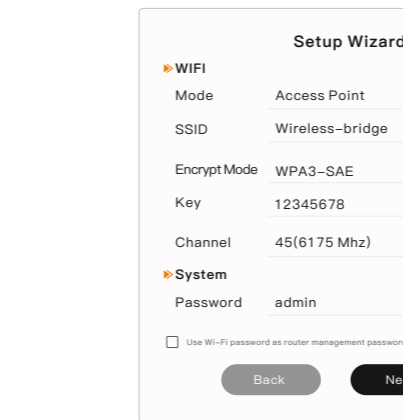 Setup Wizard
WIFI
Mode Access Point
SSID Wireless-bridge
Encrypt Mode WPA3-SAE
Key 12345678
Channel 45(6175 Mhz)
System
Password admin
Use Wi-Fi password as router management password
Back Ne